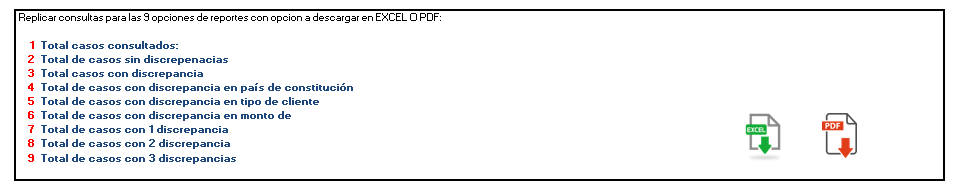 Replicar consultas para las 9 opciones de reportes con opcion a descargar en EXCEL O PDF:
1 Total casos consultados:
2 Total de casos sin discrepenacias
3 Total casos con discrepancia
4 Total de casos con discrepancia en país de constitución
5 Total de casos con discrepancia en tipo de cliente
6 Total de casos con discrepancia en monto de
7 Total de casos con 1 discrepancia
8 Total de casos con 2 discrepancia
9 Total de casos con 3 discrepancias
EXCEL
PDF